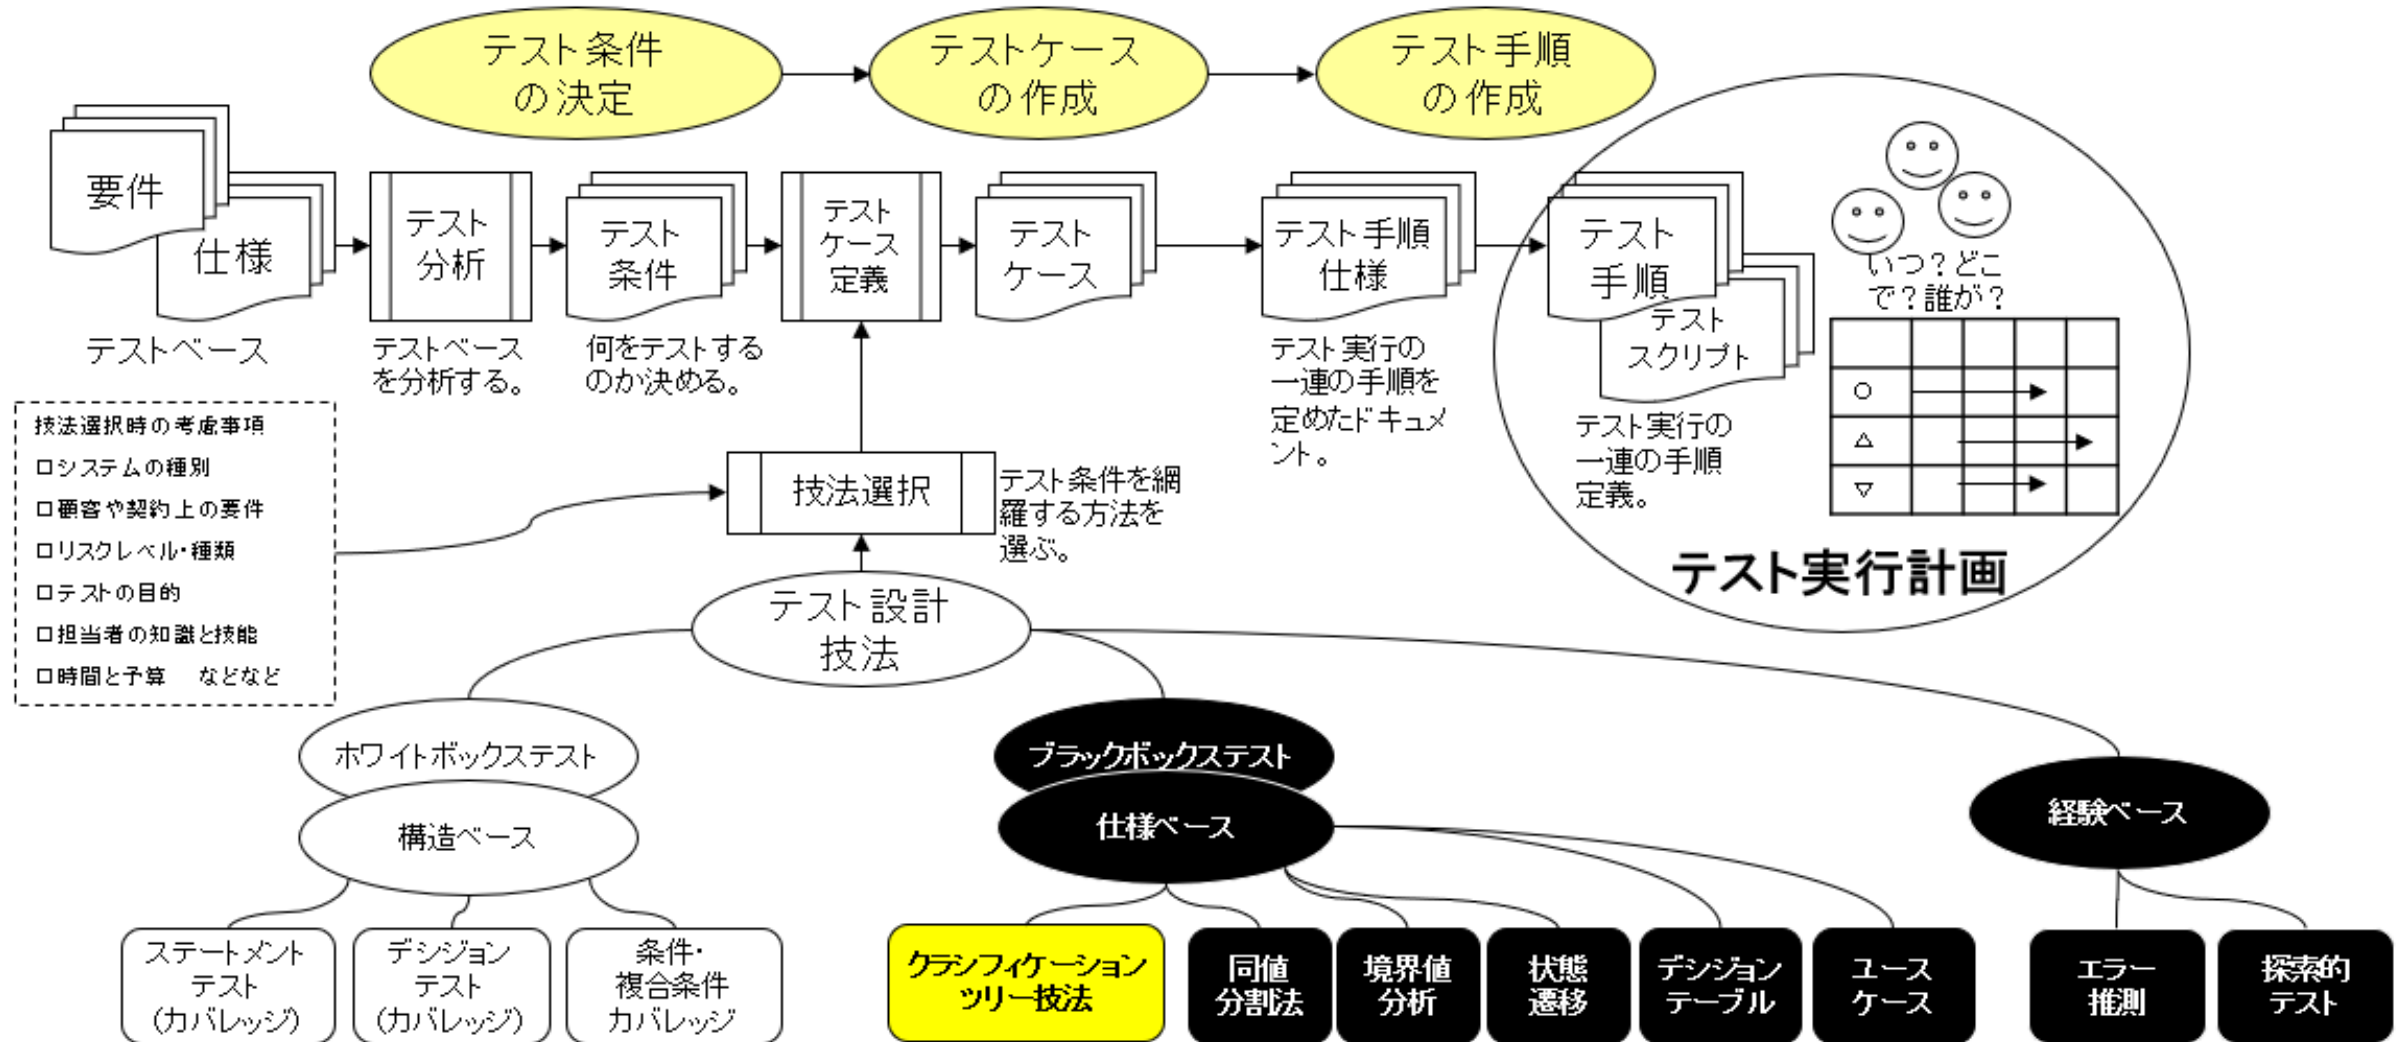 テスト条件
の決定
テストケース
の作成
テスト手順
の作成
要件
仕様
テストベース
テスト
分析
テストベース
を分析する。
テスト
条件
何をテストする
のか決める。
テスト
ケース
定義
テスト
ケース
テスト手順
仕様
テスト実行の
一連の手順を
定めたドキュメ
ント。
テスト
手順
テスト
スクリプト
テスト実行の
一連の手順
定義。
いつ？どこ
で？誰が？
○
△
▽
テスト実行計画
技法選択時の考慮事項
□システムの種別
□顧客や契約上の要件
□リスクレベル・種類
□テストの目的
□担当者の知識と技能
□時間と予算　などなど
技法選択
テスト条件を網
羅する方法を
選ぶ。
テスト設計
技法
ホワイトボックステスト
構造ベース
ブラックボックステスト
仕様ベース
経験ベース
ステートメント
テスト
(カバレッジ)
デシジョン
テスト
(カバレッジ)
条件・
複合条件
カバレッジ
クラシフィケーション
ツリー技法
同値
分割法
境界値
分析
状態
遷移
デシジョン
テーブル
ユース
ケース
エラー
推測
探索的
テスト